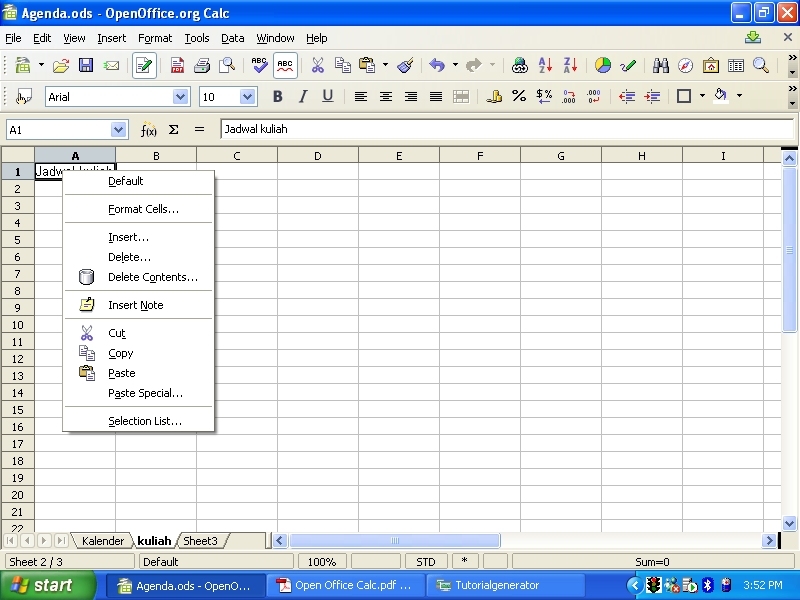 Agenda.ods - OpenOffice.org Calc
File Edit View Insert Format Tools Data Window Help
Arial 10 B I U
A1 f(x) Σ = Jadwal kuliah
A B C D E F G H I
1 Jadwal kuliah
2
3
4
5
6
7
8
9
10
11
12
13
14
15
16
17
18
19
20
21
22
Default
Format Cells...
Insert...
Delete...
Delete Contents...
Insert Note
Cut
Copy
Paste
Paste Special...
Selection List...
Kalender kuliah Sheet3
Sheet 2 / 3 Default 100% STD * Sum=0
start Agenda.ods - OpenO... Open Office Calc.pdf ... Tutorialgenerator 3:52 PM